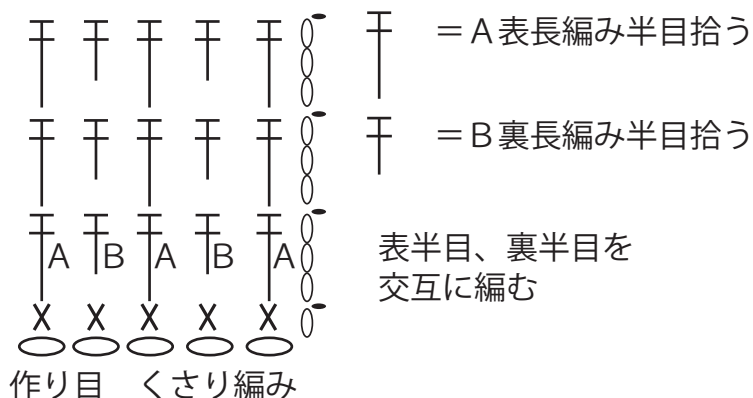 ＝A表長編み半目拾う
＝B裏長編み半目拾う
A B A B A
表半目、裏半目を
交互に編む
作り目　くさり編み